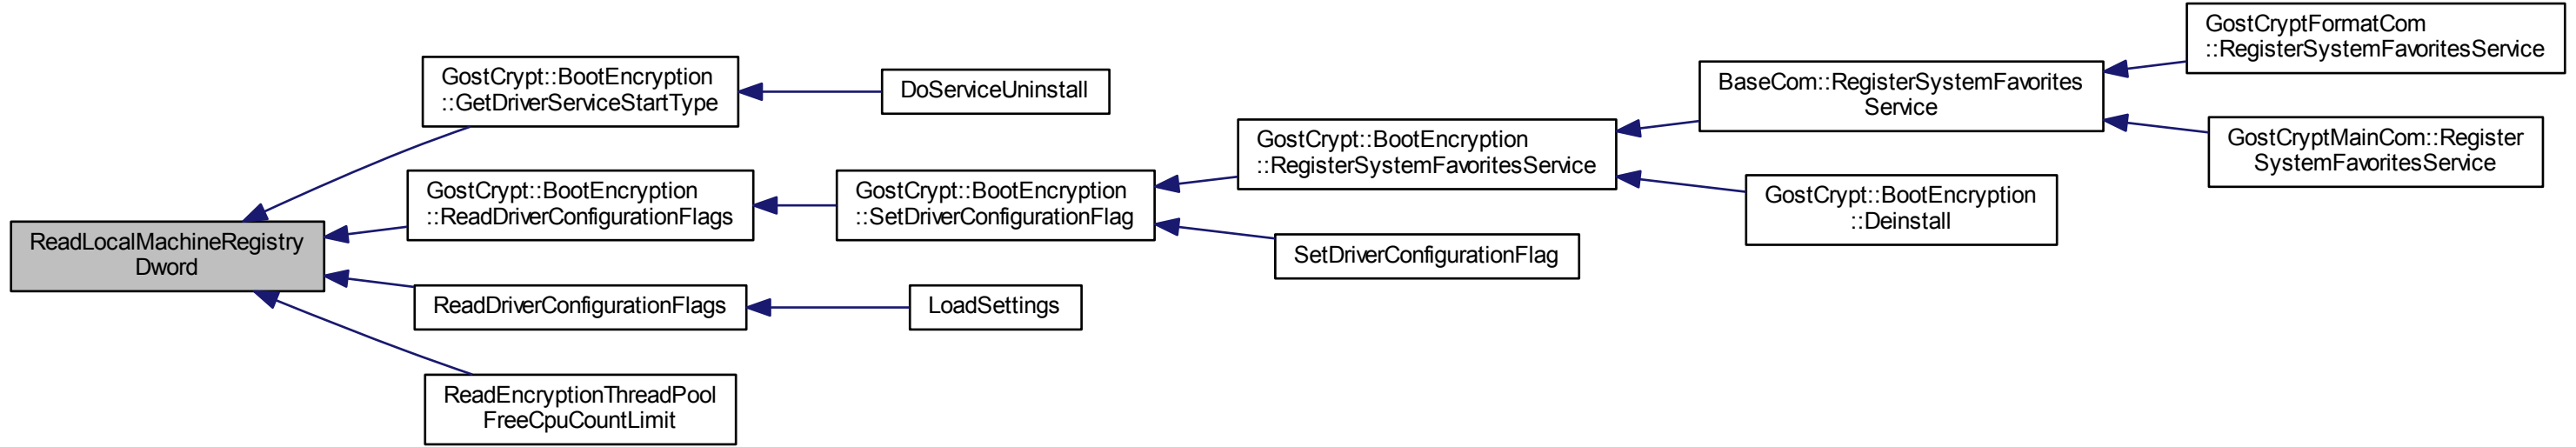 ReadLocalMachineRegistry
Dword
GostCrypt::BootEncryption
::GetDriverServiceStartType
DoServiceUninstall
GostCrypt::BootEncryption
::ReadDriverConfigurationFlags
GostCrypt::BootEncryption
::SetDriverConfigurationFlag
GostCrypt::BootEncryption
::RegisterSystemFavoritesService
BaseCom::RegisterSystemFavorites
Service
GostCryptFormatCom
::RegisterSystemFavoritesService
GostCryptMainCom::Register
SystemFavoritesService
GostCrypt::BootEncryption
::Deinstall
SetDriverConfigurationFlag
ReadDriverConfigurationFlags
LoadSettings
ReadEncryptionThreadPool
FreeCpuCountLimit